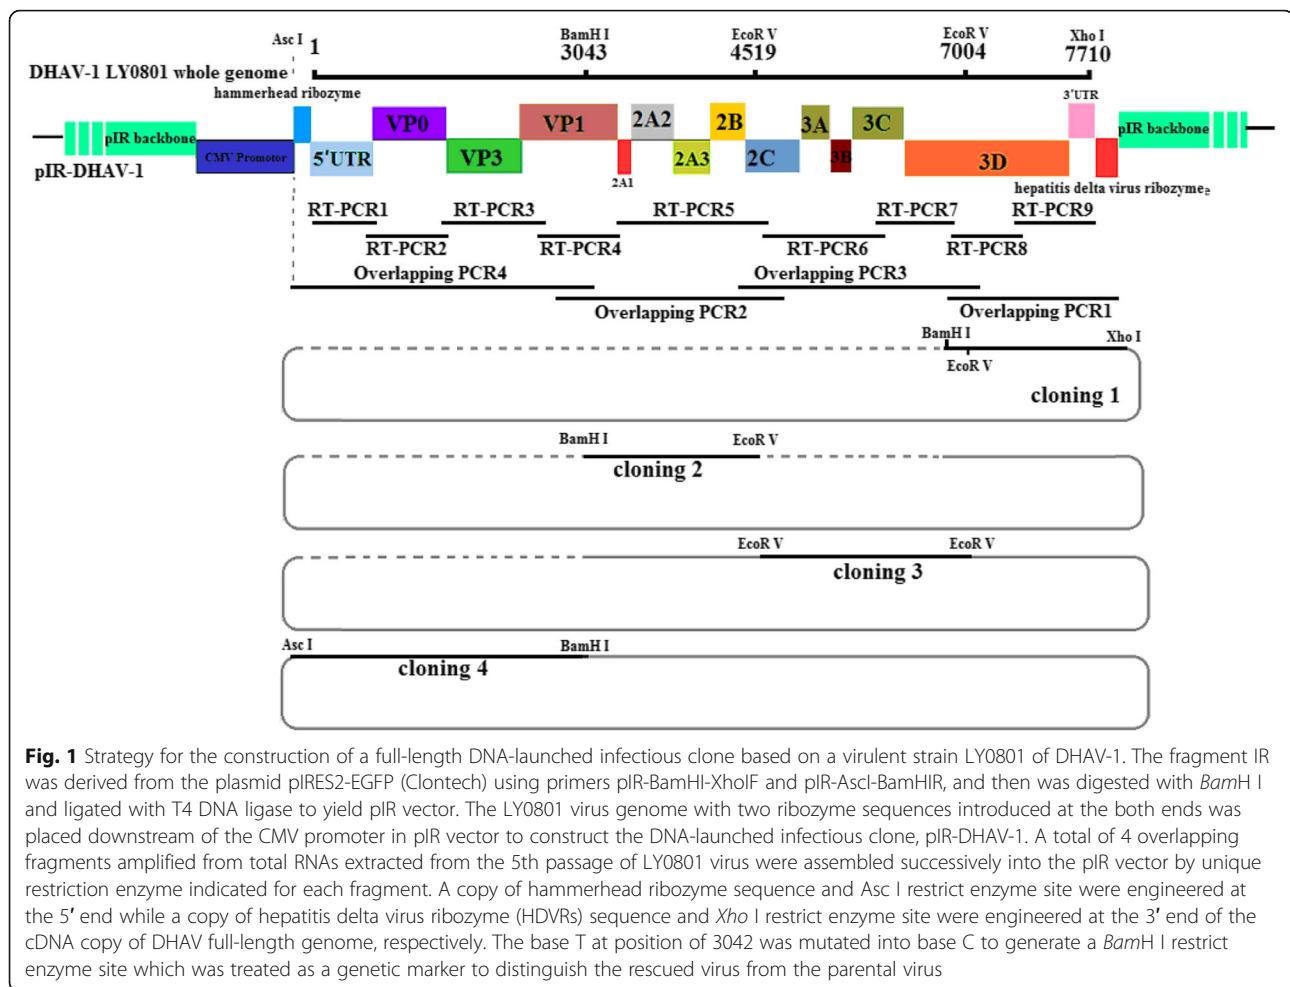 Asc I
1
BamH I
3043
EcoR V
4519
EcoR V
7004
Xho I
7710
DHAV-1 LY0801 whole genome
hammerhead ribozyme
3'UTR
pIR backbone
CMV Promotor
5'UTR
VP0
VP3
VP1
2A1
2A2
2A3
2B
2C
3A
3B
3C
3D
pIR backbone
pIR-DHAV-1
hepatitis delta virus ribozyme
RT-PCR1
RT-PCR3
RT-PCR5
RT-PCR7
RT-PCR9
RT-PCR2
RT-PCR4
RT-PCR6
RT-PCR8
Overlapping PCR4
Overlapping PCR3
Overlapping PCR2
Overlapping PCR1
BamH I
Xho I
EcoR V
cloning 1
BamH I
EcoR V
cloning 2
EcoR V
EcoR V
cloning 3
Asc I
BamH I
cloning 4
Fig. 1 Strategy for the construction of a full-length DNA-launched infectious clone based on a virulent strain LY0801 of DHAV-1. The fragment IR
was derived from the plasmid pIRES2-EGFP (Clontech) using primers pIR-BamHI-XhoIF and pIR-AscI-BamHIR, and then was digested with BamH I
and ligated with T4 DNA ligase to yield pIR vector. The LY0801 virus genome with two ribozyme sequences introduced at the both ends was
placed downstream of the CMV promoter in pIR vector to construct the DNA-launched infectious clone, pIR-DHAV-1. A total of 4 overlapping
fragments amplified from total RNAs extracted from the 5th passage of LY0801 virus were assembled successively into the pIR vector by unique
restriction enzyme indicated for each fragment. A copy of hammerhead ribozyme sequence and Asc I restrict enzyme site were engineered at
the 5′ end while a copy of hepatitis delta virus ribozyme (HDVRs) sequence and Xho I restrict enzyme site were engineered at the 3′ end of the
cDNA copy of DHAV full-length genome, respectively. The base T at position of 3042 was mutated into base C to generate a BamH I restrict
enzyme site which was treated as a genetic marker to distinguish the rescued virus from the parental virus